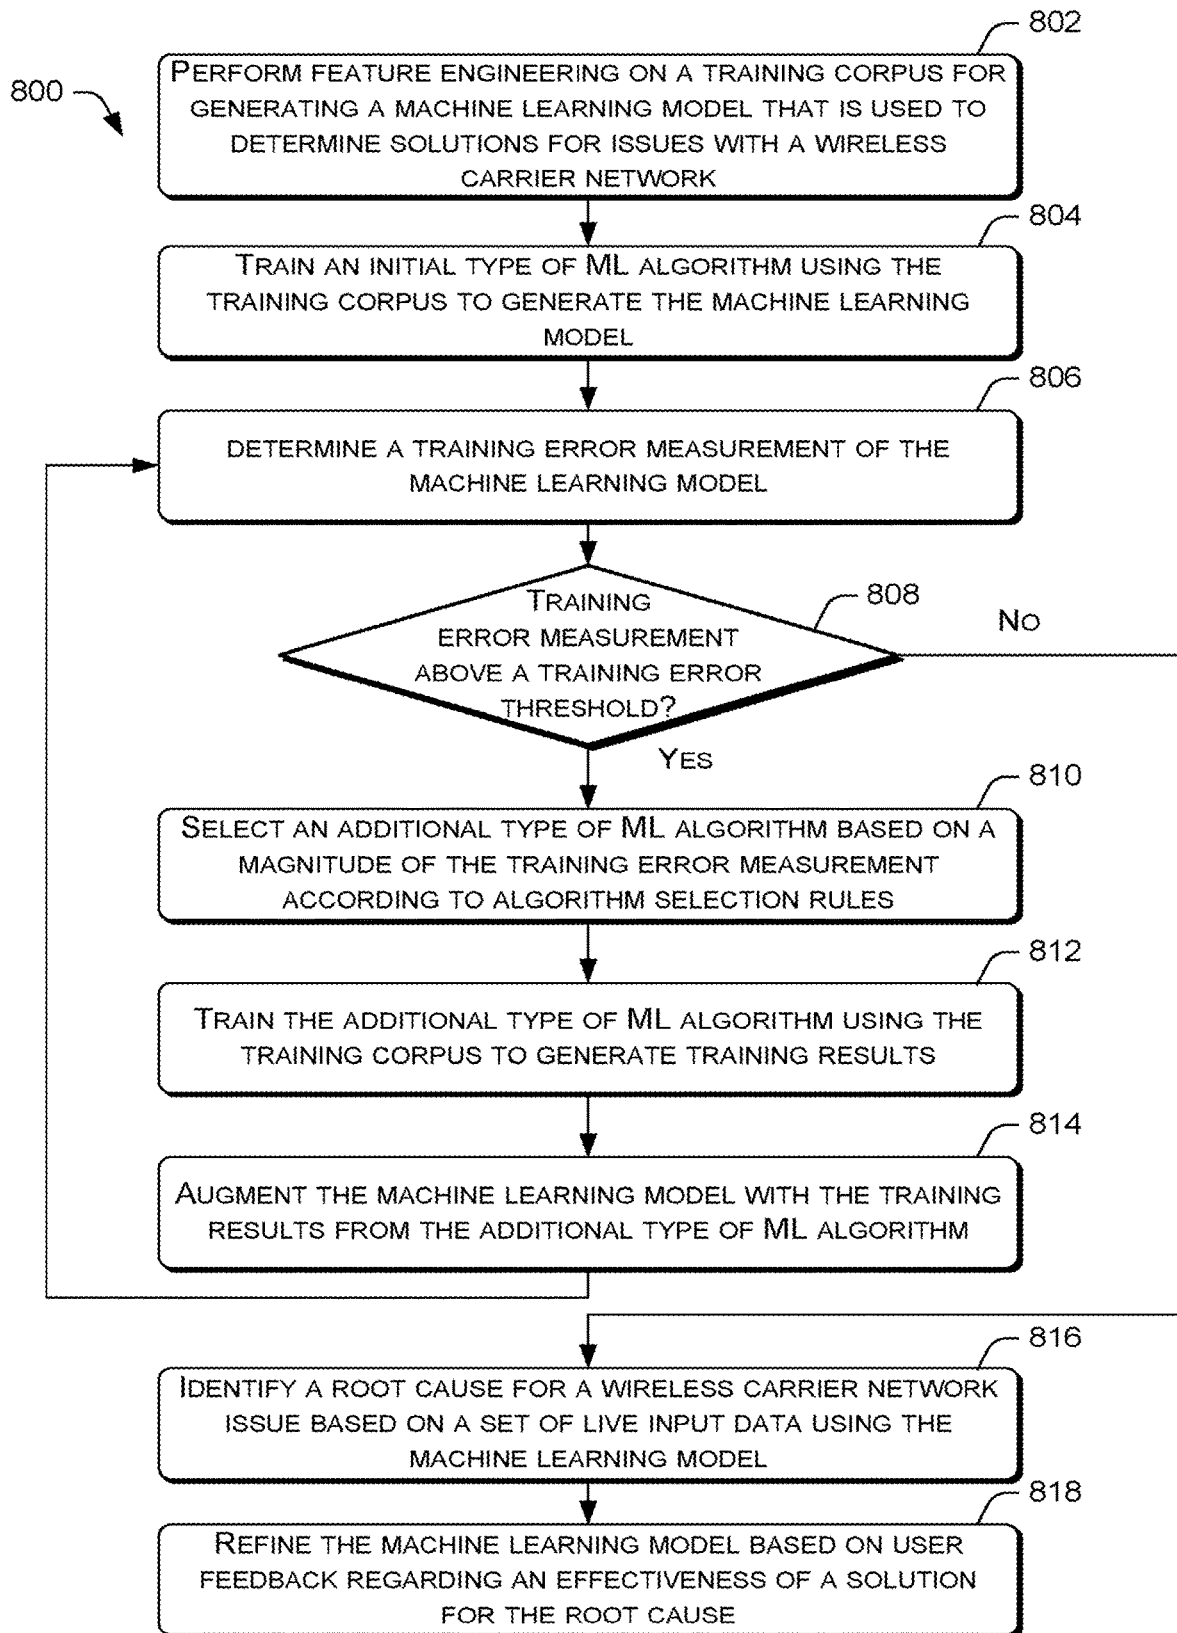 802
800
PERFORM FEATURE ENGINEERING ON A TRAINING CORPUS FOR
GENERATING A MACHINE LEARNING MODEL THAT IS USED TO
DETERMINE SOLUTIONS FOR ISSUES WITH A WIRELESS
CARRIER NETWORK
804
TRAIN AN INITIAL TYPE OF ML ALGORITHM USING THE
TRAINING CORPUS TO GENERATE THE MACHINE LEARNING
MODEL
806
DETERMINE A TRAINING ERROR MEASUREMENT OF THE
MACHINE LEARNING MODEL
808
TRAINING
ERROR MEASUREMENT
ABOVE A TRAINING ERROR
THRESHOLD?
NO
YES
810
SELECT AN ADDITIONAL TYPE OF ML ALGORITHM BASED ON A
MAGNITUDE OF THE TRAINING ERROR MEASUREMENT
ACCORDING TO ALGORITHM SELECTION RULES
812
TRAIN THE ADDITIONAL TYPE OF ML ALGORITHM USING THE
TRAINING CORPUS TO GENERATE TRAINING RESULTS
814
AUGMENT THE MACHINE LEARNING MODEL WITH THE TRAINING
RESULTS FROM THE ADDITIONAL TYPE OF ML ALGORITHM
816
IDENTIFY A ROOT CAUSE FOR A WIRELESS CARRIER NETWORK
ISSUE BASED ON A SET OF LIVE INPUT DATA USING THE
MACHINE LEARNING MODEL
818
REFINE THE MACHINE LEARNING MODEL BASED ON USER
FEEDBACK REGARDING AN EFFECTIVENESS OF A SOLUTION
FOR THE ROOT CAUSE